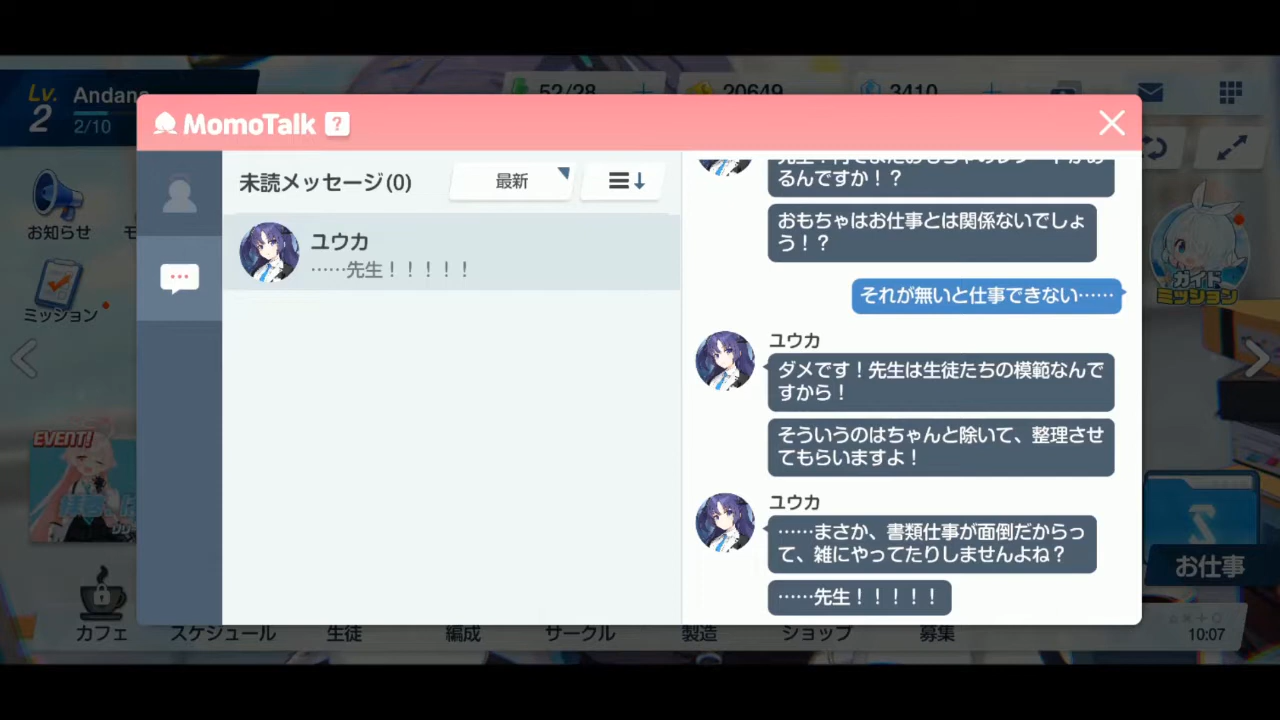 Lv.
2
Andana
2/10
52/28
20649
3410
MomoTalk
?
お知らせ
モ
ミッション
EVENT!
未読メッセージ(0)
最新
ユウカ
……先生！！！！！
るんですか！？
おもちゃはお仕事とは関係ないでしょ
う！？
それが無いと仕事できない……
ユウカ
ダメです！先生は生徒たちの模範なんで
すから！
そういうのはちゃんと除いて、整理させ
てもらいますよ！
ユウカ
……まさか、書類仕事が面倒だからっ
て、雑にやってたりしませんよね？
……先生！！！！！
ガイド
ミッション
お仕事
カフェ
スケジュール
生徒
編成
サークル
製造
ショップ
募集
10:07